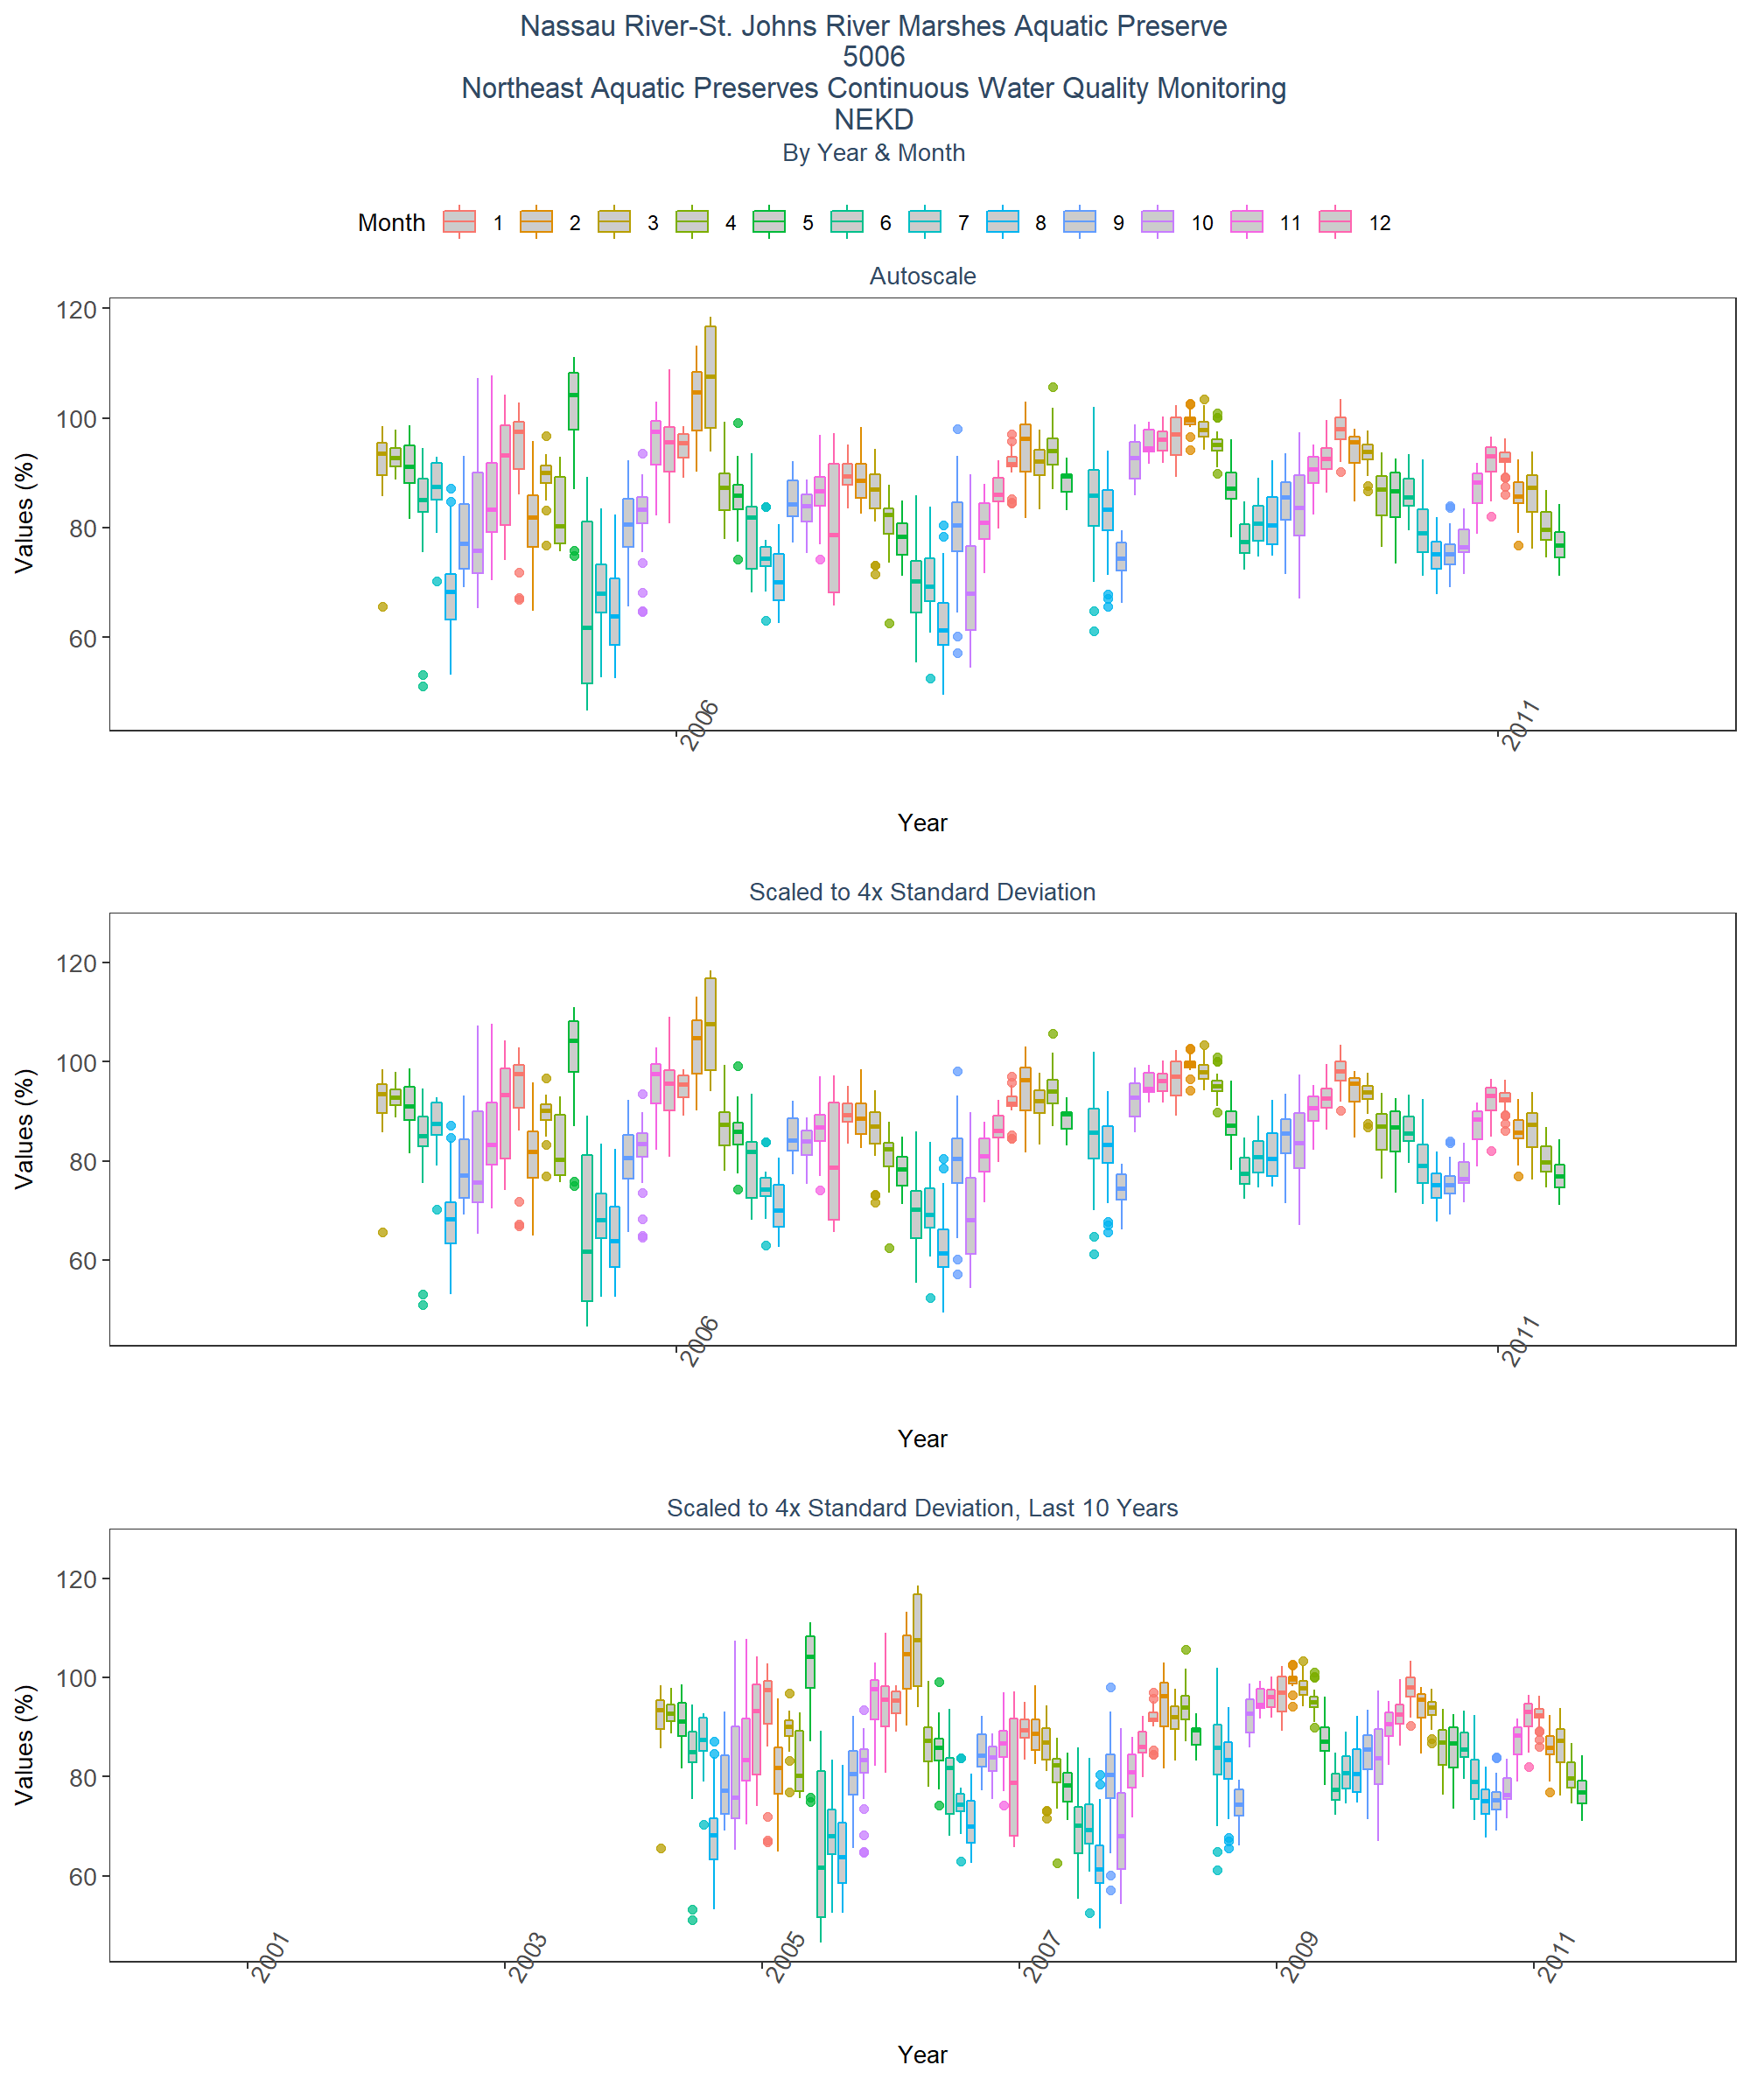 Nassau River-St. Johns River Marshes Aquatic Preserve
5006
Northeast Aquatic Preserves Continuous Water Quality Monitoring
NEKD
By Year & Month
Month 1 2 3 4 5 6 7 8 9 10 11 12
Autoscale
120
100
80
60
Values (%)
2006 2011
Year
Scaled to 4x Standard Deviation
120
100
80
60
Values (%)
2006 2011
Year
Scaled to 4x Standard Deviation, Last 10 Years
120
100
80
60
Values (%)
2001 2003 2005 2007 2009 2011
Year